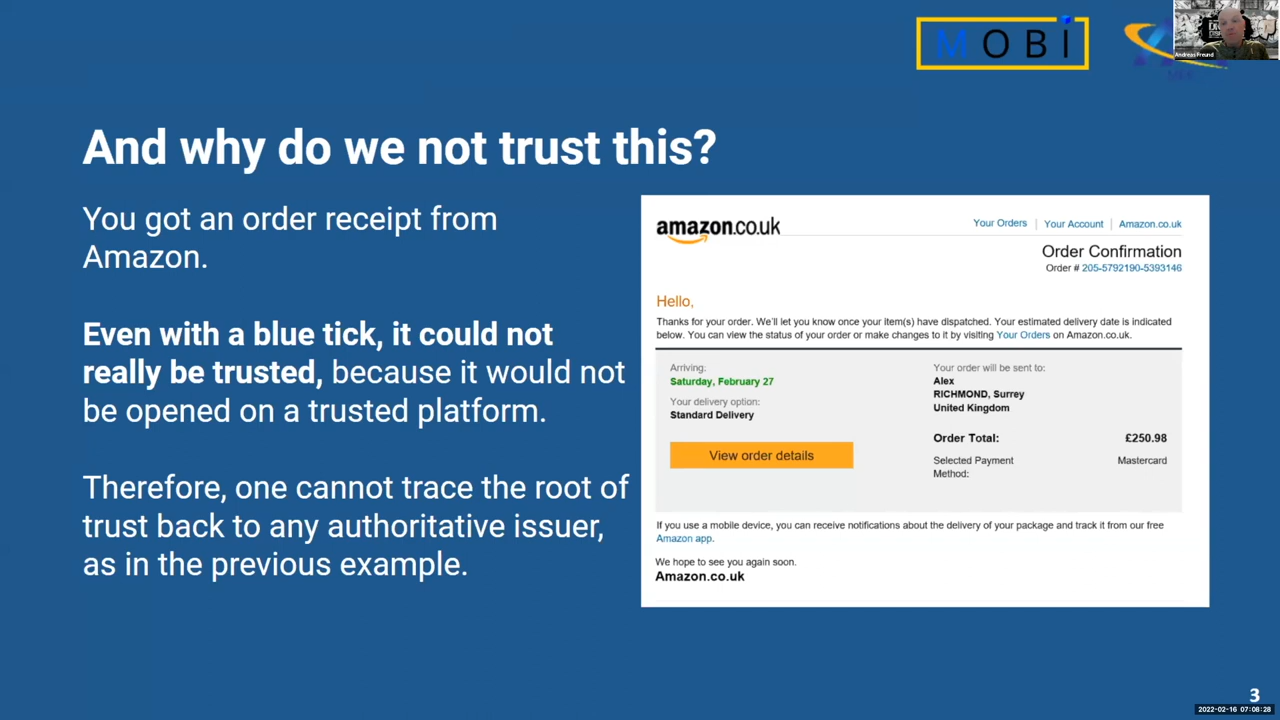 MOBI
Andreas Freund
And why do we not trust this?
You got an order receipt from
Amazon.
Even with a blue tick, it could not
really be trusted, because it would not
be opened on a trusted platform.
Therefore, one cannot trace the root of
trust back to any authoritative issuer,
as in the previous example.
amazon.co.uk
Your Orders | Your Account | Amazon.co.uk
Order Confirmation
Order # 205-5792190-5393146
Hello,
Thanks for your order. We'll let you know once your item(s) have dispatched. Your estimated delivery date is indicated
below. You can view the status of your order or make changes to it by visiting Your Orders on Amazon.co.uk.
Arriving:
Saturday, February 27
Your delivery option:
Standard Delivery
View order details
Your order will be sent to:
Alex
RICHMOND, Surrey
United Kingdom
Order Total: £250.98
Selected Payment Mastercard
Method:
If you use a mobile device, you can receive notifications about the delivery of your package and track it from our free
Amazon app.
We hope to see you again soon.
Amazon.co.uk
3
2022-02-16 07:08:28